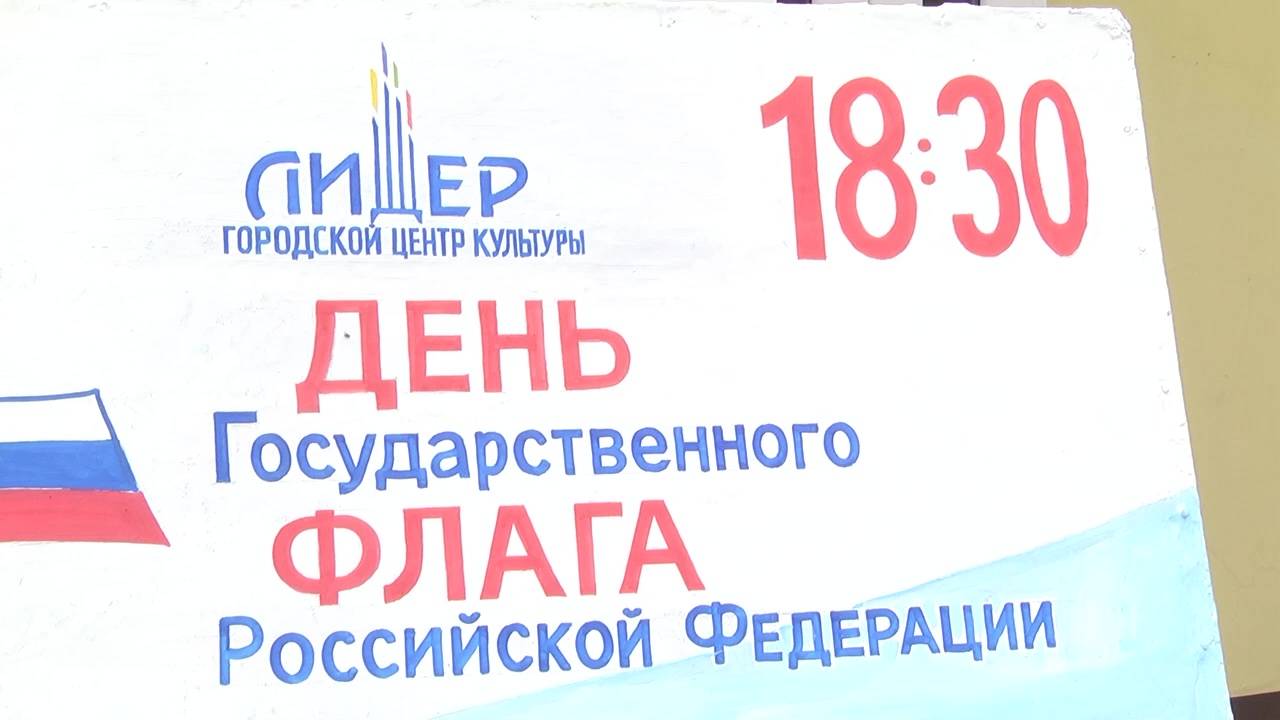 ЛИДЕР
ГОРОДСКОЙ ЦЕНТР КУЛЬТУРЫ
18:30
ДЕНЬ
Государственного
ФЛАГА
Российской ФЕДЕРАЦИИ